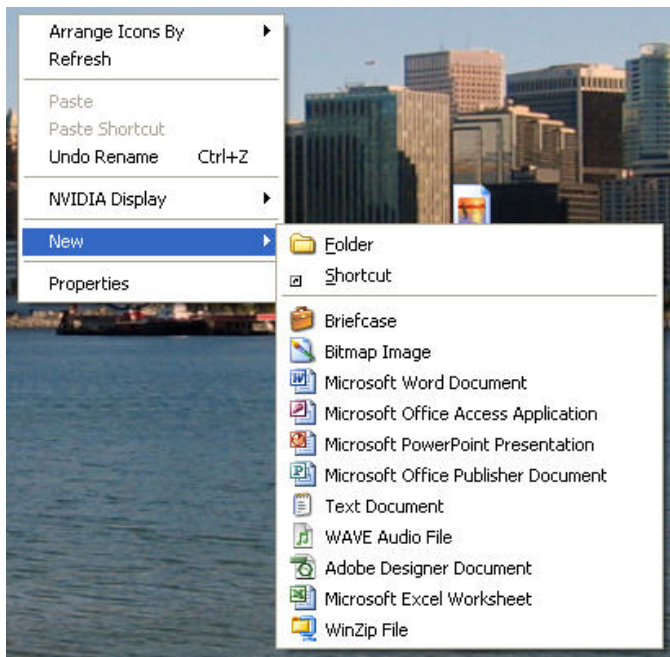 Arrange Icons By
Refresh
Paste
Paste Shortcut
Undo Rename Ctrl+Z
NVIDIA Display
New
Properties
Folder
Shortcut
Briefcase
Bitmap Image
Microsoft Word Document
Microsoft Office Access Application
Microsoft PowerPoint Presentation
Microsoft Office Publisher Document
Text Document
WAVE Audio File
Adobe Designer Document
Microsoft Excel Worksheet
WinZip File